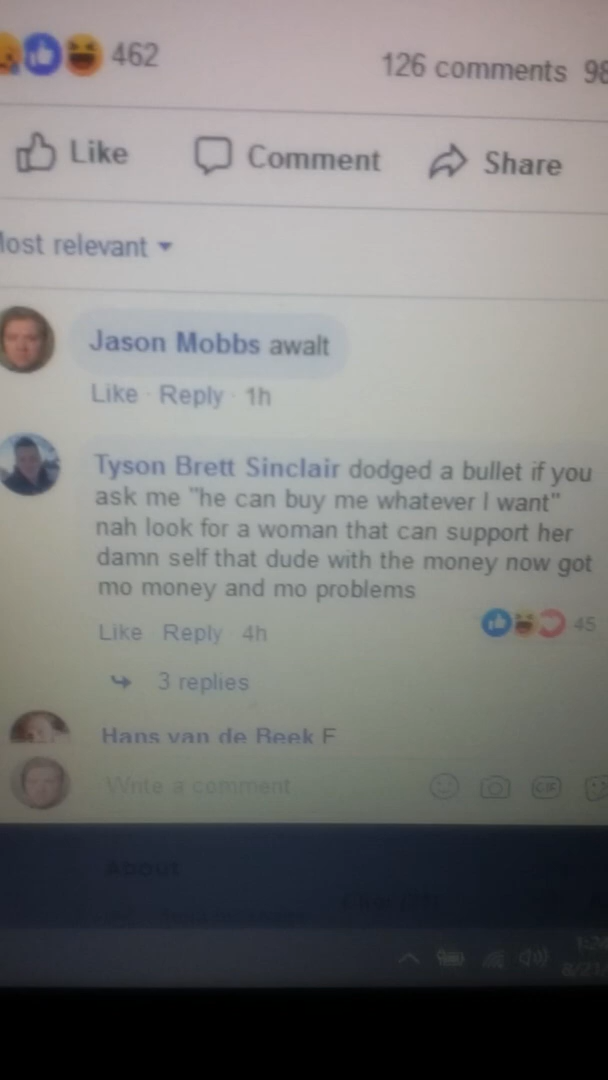 462
126 comments 98
Like Comment Share
Most relevant
Jason Mobbs awalt
Like · Reply · 1h
Tyson Brett Sinclair dodged a bullet if you
ask me "he can buy me whatever I want"
nah look for a woman that can support her
damn self that dude with the money now got
mo money and mo problems
Like Reply 4h
45
3 replies
Hans van de Beek F
Write a comment
GIF
About